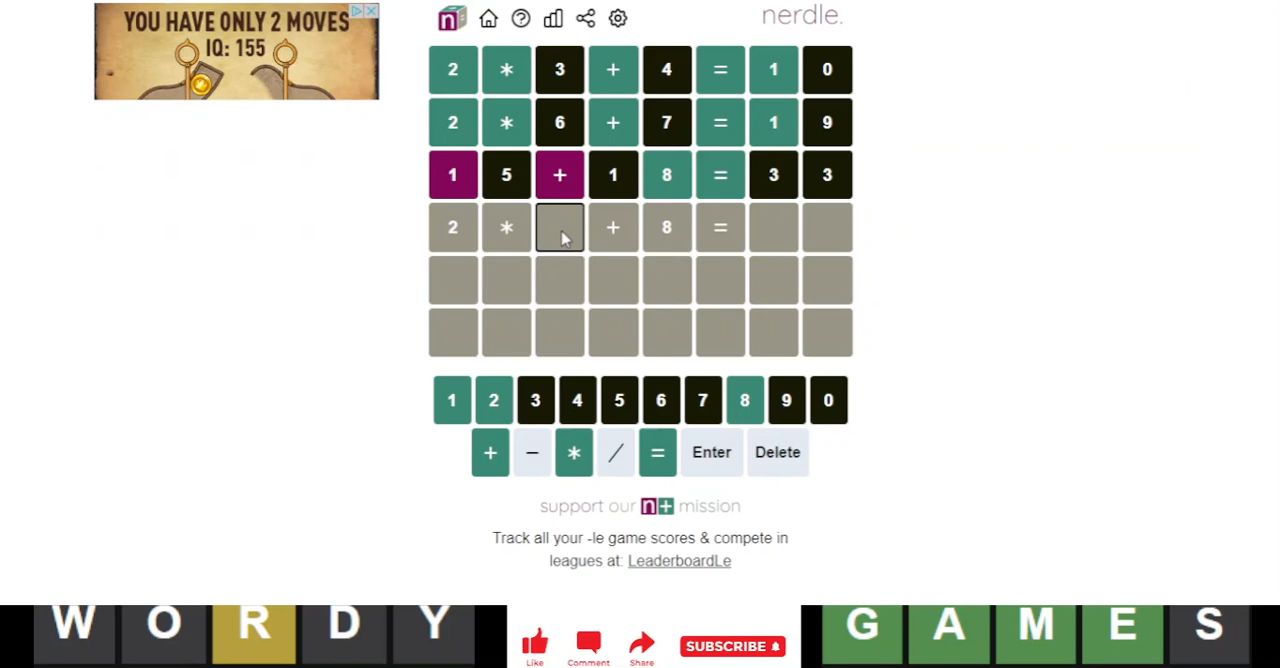 YOU HAVE ONLY 2 MOVES
IQ: 155
n
nerdle.
2 * 3 + 4 = 1 0
2 * 6 + 7 = 1 9
1 5 + 1 8 = 3 3
2 * + 8 =
1 2 3 4 5 6 7 8 9 0
+ − * / = Enter Delete
support our n+ mission
Track all your -le game scores & compete in
leagues at: LeaderboardLe
WORDY GAMES
Like Comment Share SUBSCRIBE